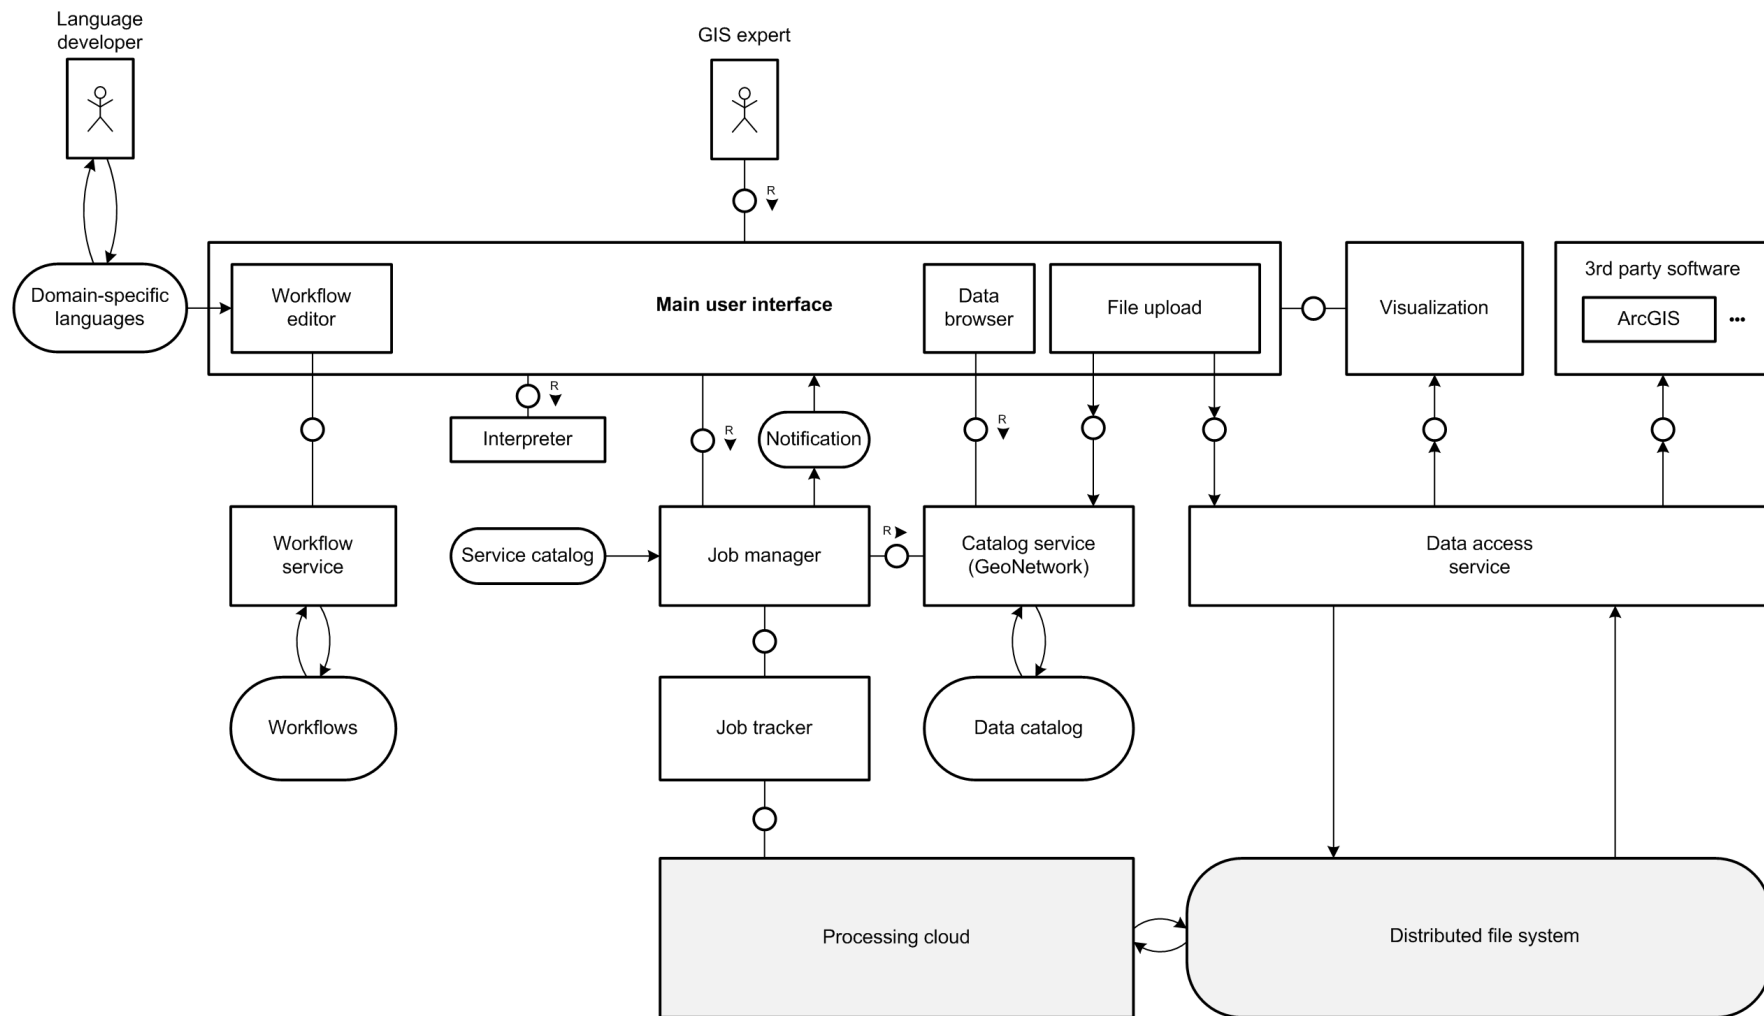 Language
developer
GIS expert
R
Domain-specific
languages
Workflow
editor
Main user interface
Data
browser
File upload
Visualization
3rd party software
ArcGIS
...
R
Interpreter
R
Notification
R
Workflow
service
Service catalog
Job manager
R
Catalog service
(GeoNetwork)
Data access
service
Workflows
Job tracker
Data catalog
Processing cloud
Distributed file system